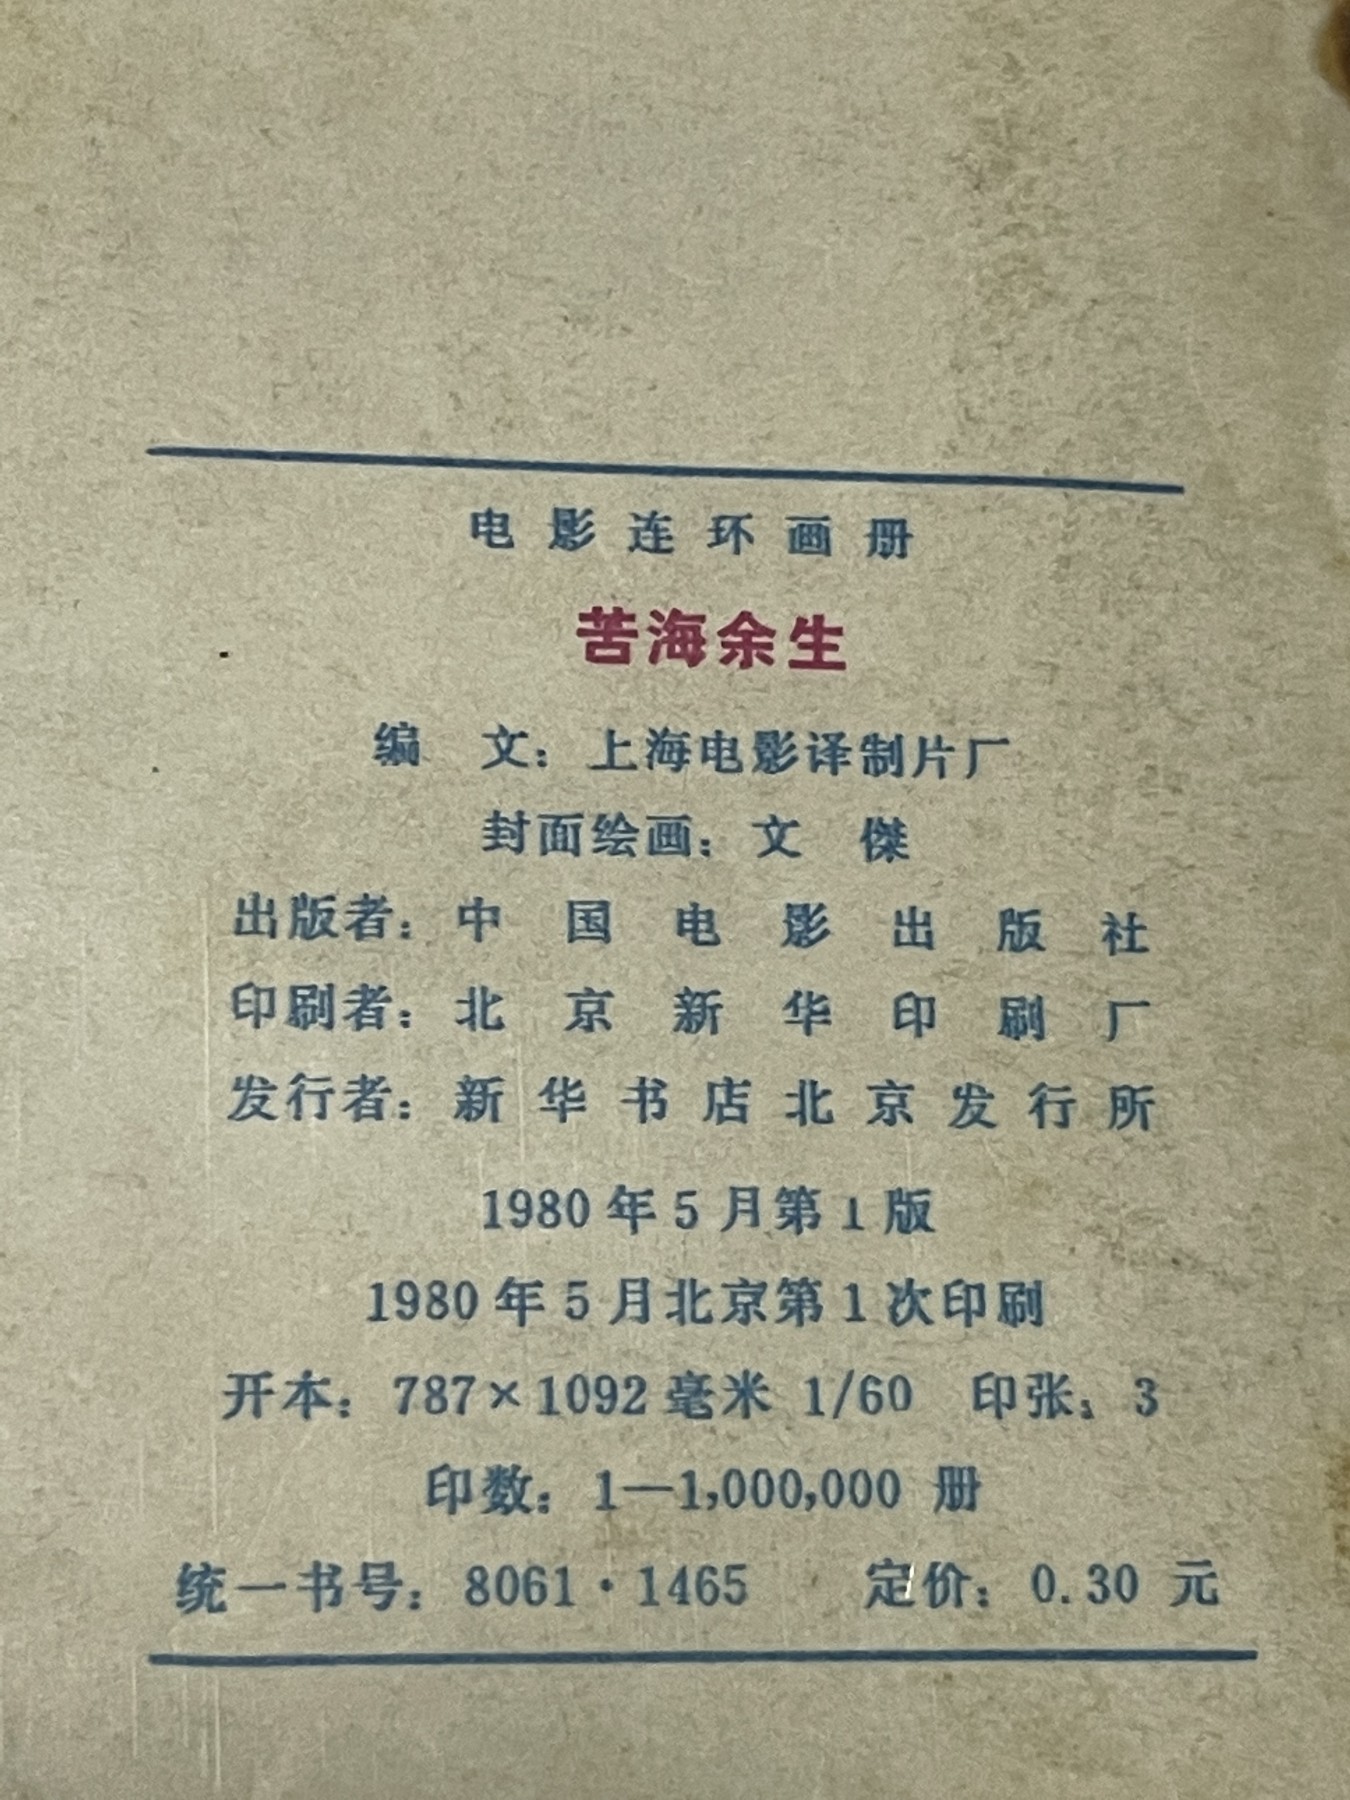 电影连环画册
苦海余生
编 文：上海电影译制片厂
封面绘画：文 傑
出版者：中国电影出版社
印刷者：北京新华印刷厂
发行者：新华书店北京发行所
1980年5月第1版
1980年5月北京第1次印刷
开本：787×1092毫米 1/60 印张：3
印数：1—1,000,000 册
统一书号：8061·1465 定价：0.30 元